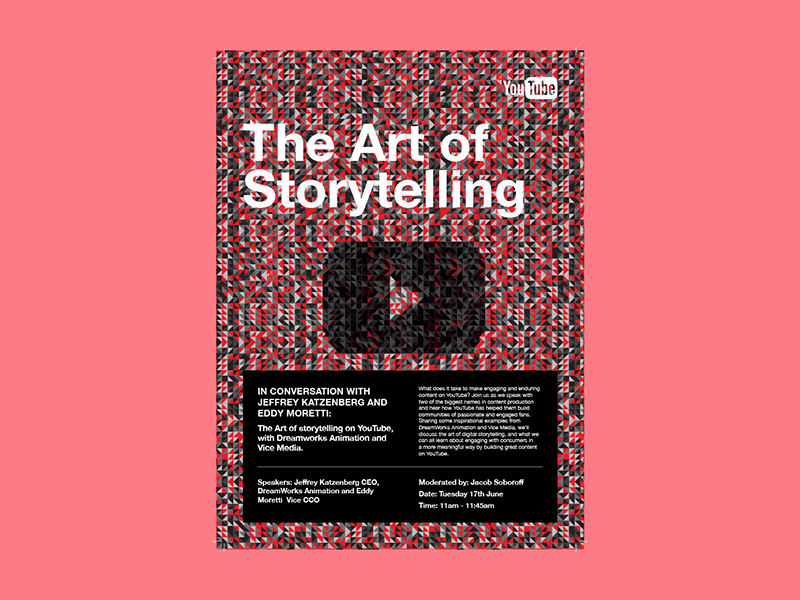 YouTube
The Art of
Storytelling
IN CONVERSATION WITH
JEFFREY KATZENBERG AND
EDDY MORETTI:
The Art of storytelling on YouTube,
with Dreamworks Animation and
Vice Media.
What does it take to make engaging and enduring
content on YouTube? Join us as we speak with
two of the biggest names in content production
and hear how YouTube has helped them build
communities of passionate and engaged fans.
Sharing some inspirational examples from
DreamWorks Animation and Vice Media, we'll
discuss the art of digital storytelling, and what we
can all learn about engaging with consumers in
a more meaningful way by building great content
on YouTube.
Speakers: Jeffrey Katzenberg CEO,
DreamWorks Animation and Eddy
Moretti Vice CCO
Moderated by: Jacob Soboroff
Date: Tuesday 17th June
Time: 11am - 11:45am